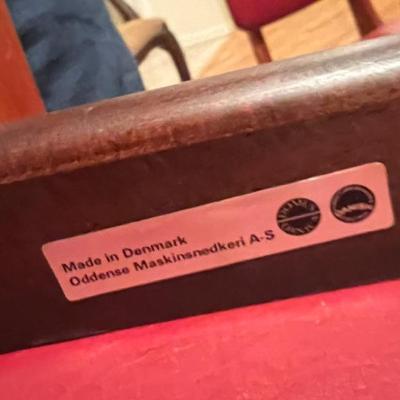 Made in Denmark
Oddense Maskinsnedkeri A-S